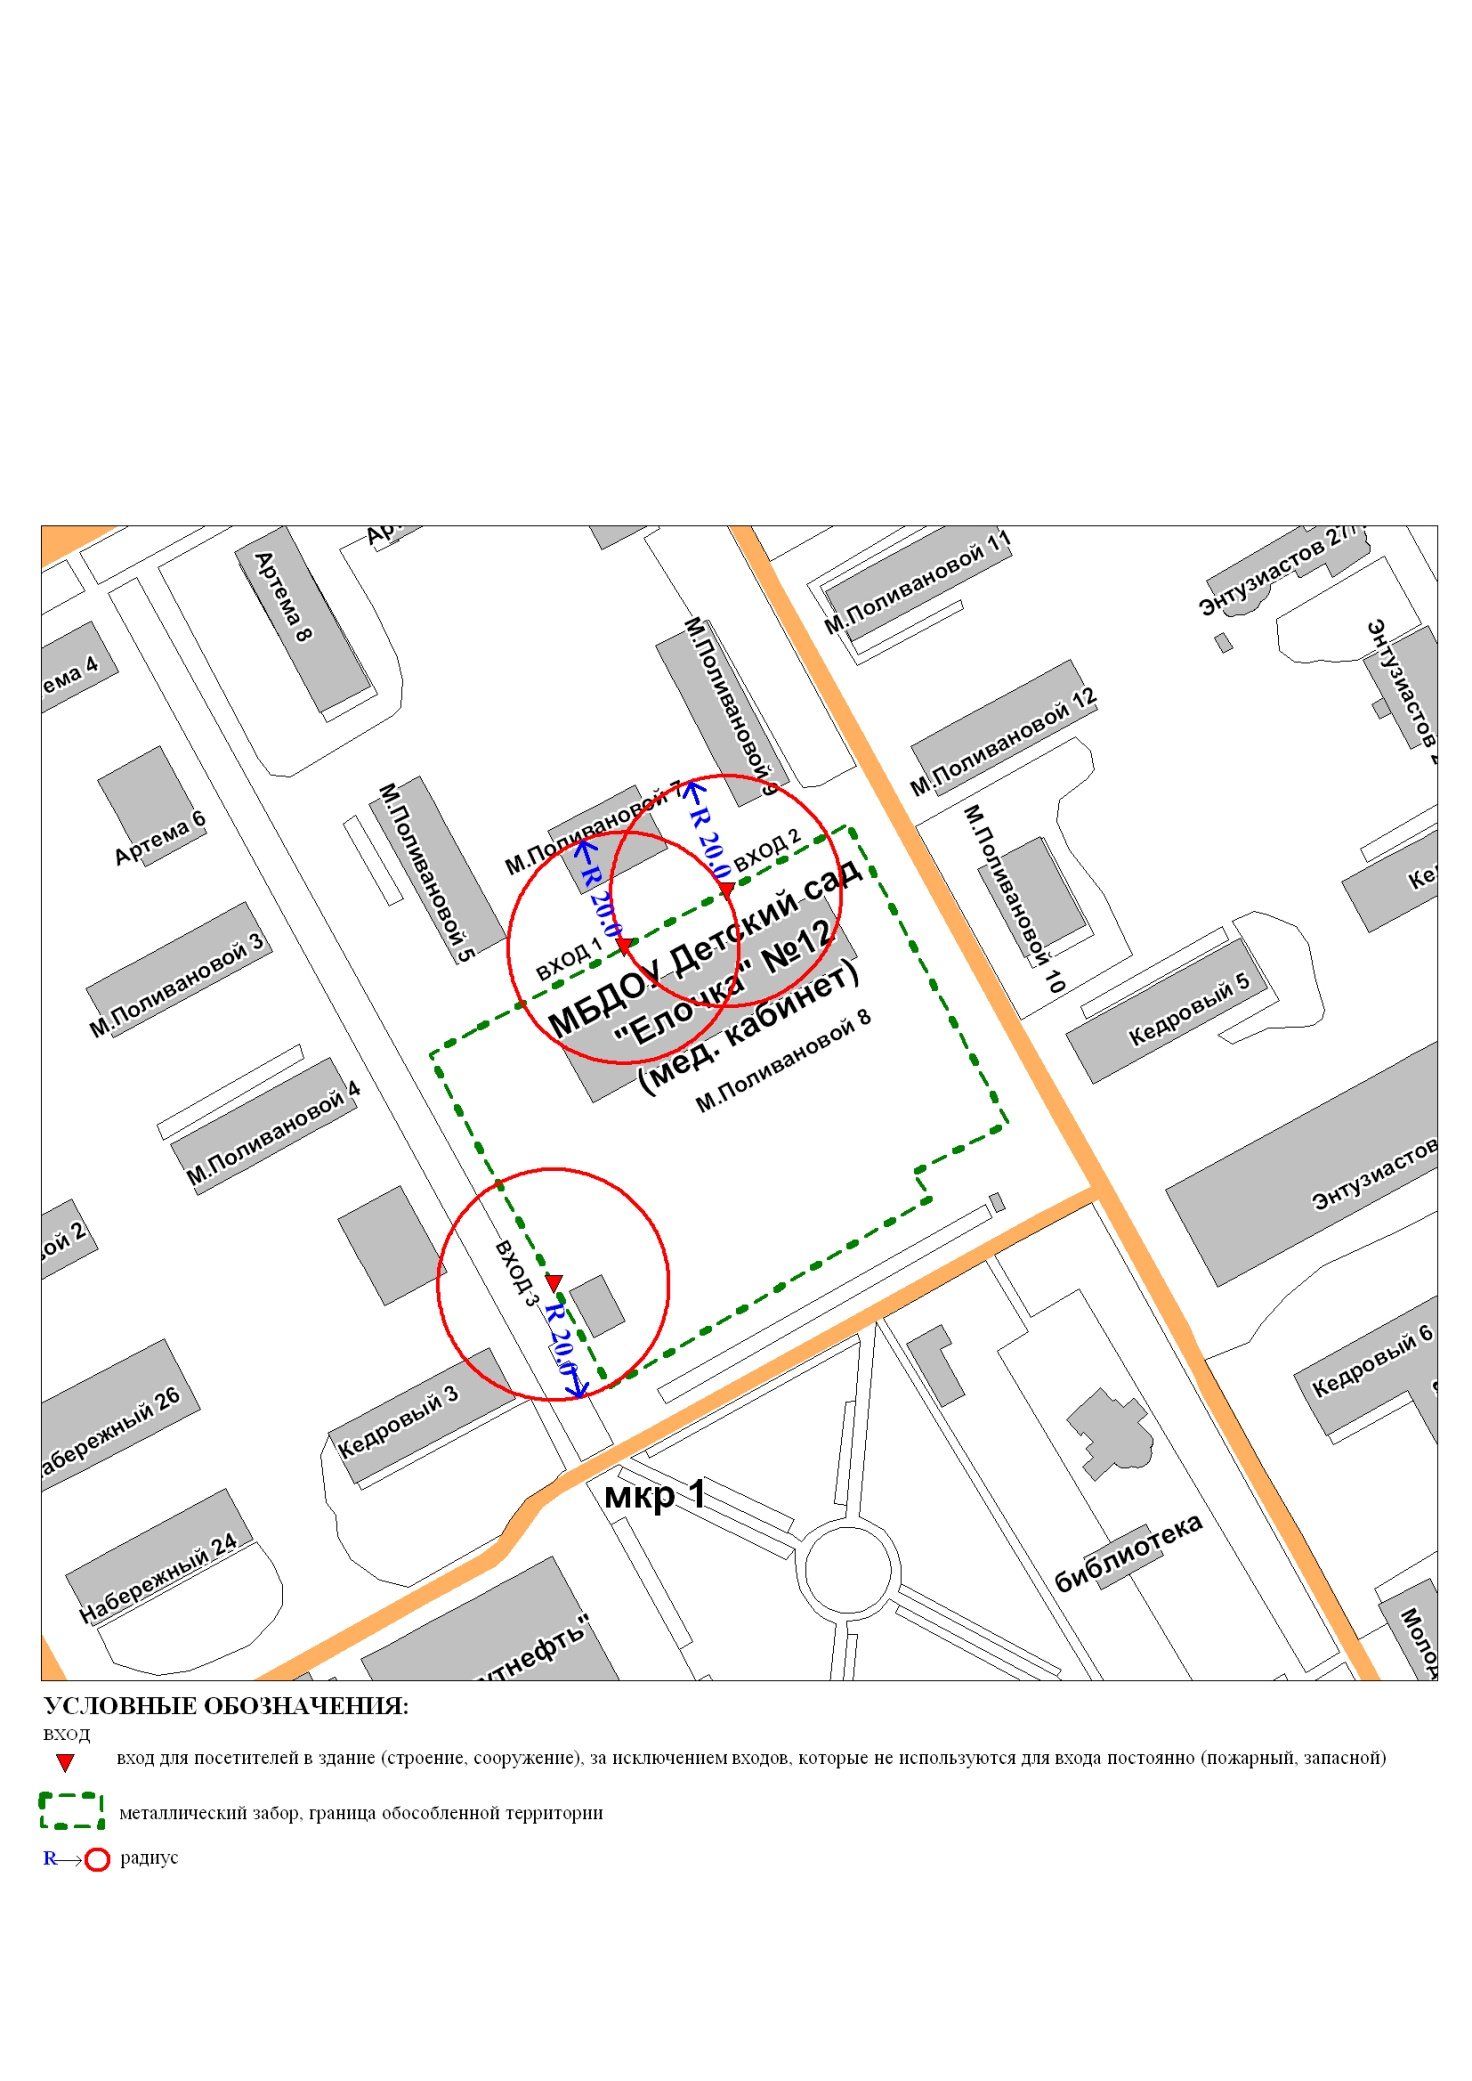 Артема 8
М.Поливановой 11
Энтузиастов 27/
ема 4
М.Поливановой 9
Энтузиастов
М.Поливановой 12
Артема 6
М.Поливановой 5
М.Поливановой 7
R 20.0
ВХОД 2
R 20.0
ВХОД 1
М.Поливановой 10
М.Поливановой 3
МБДОУ Детский сад
"Елочка" №12
(мед. кабинет)
М.Поливановой 8
Кедровый 5
М.Поливановой 4
Энтузиастов
ВХОД 3
R 20.0
Кедровый 3
Кедровый 6
абережный 26
мкр 1
Набережный 24
библиотека
утнефть"
Молод
УСЛОВНЫЕ ОБОЗНАЧЕНИЯ:
ВХОД
вход для посетителей в здание (строение, сооружение), за исключением входов, которые не используются для входа постоянно (пожарный, запасной)
металлический забор, граница обособленной территории
R
радиус